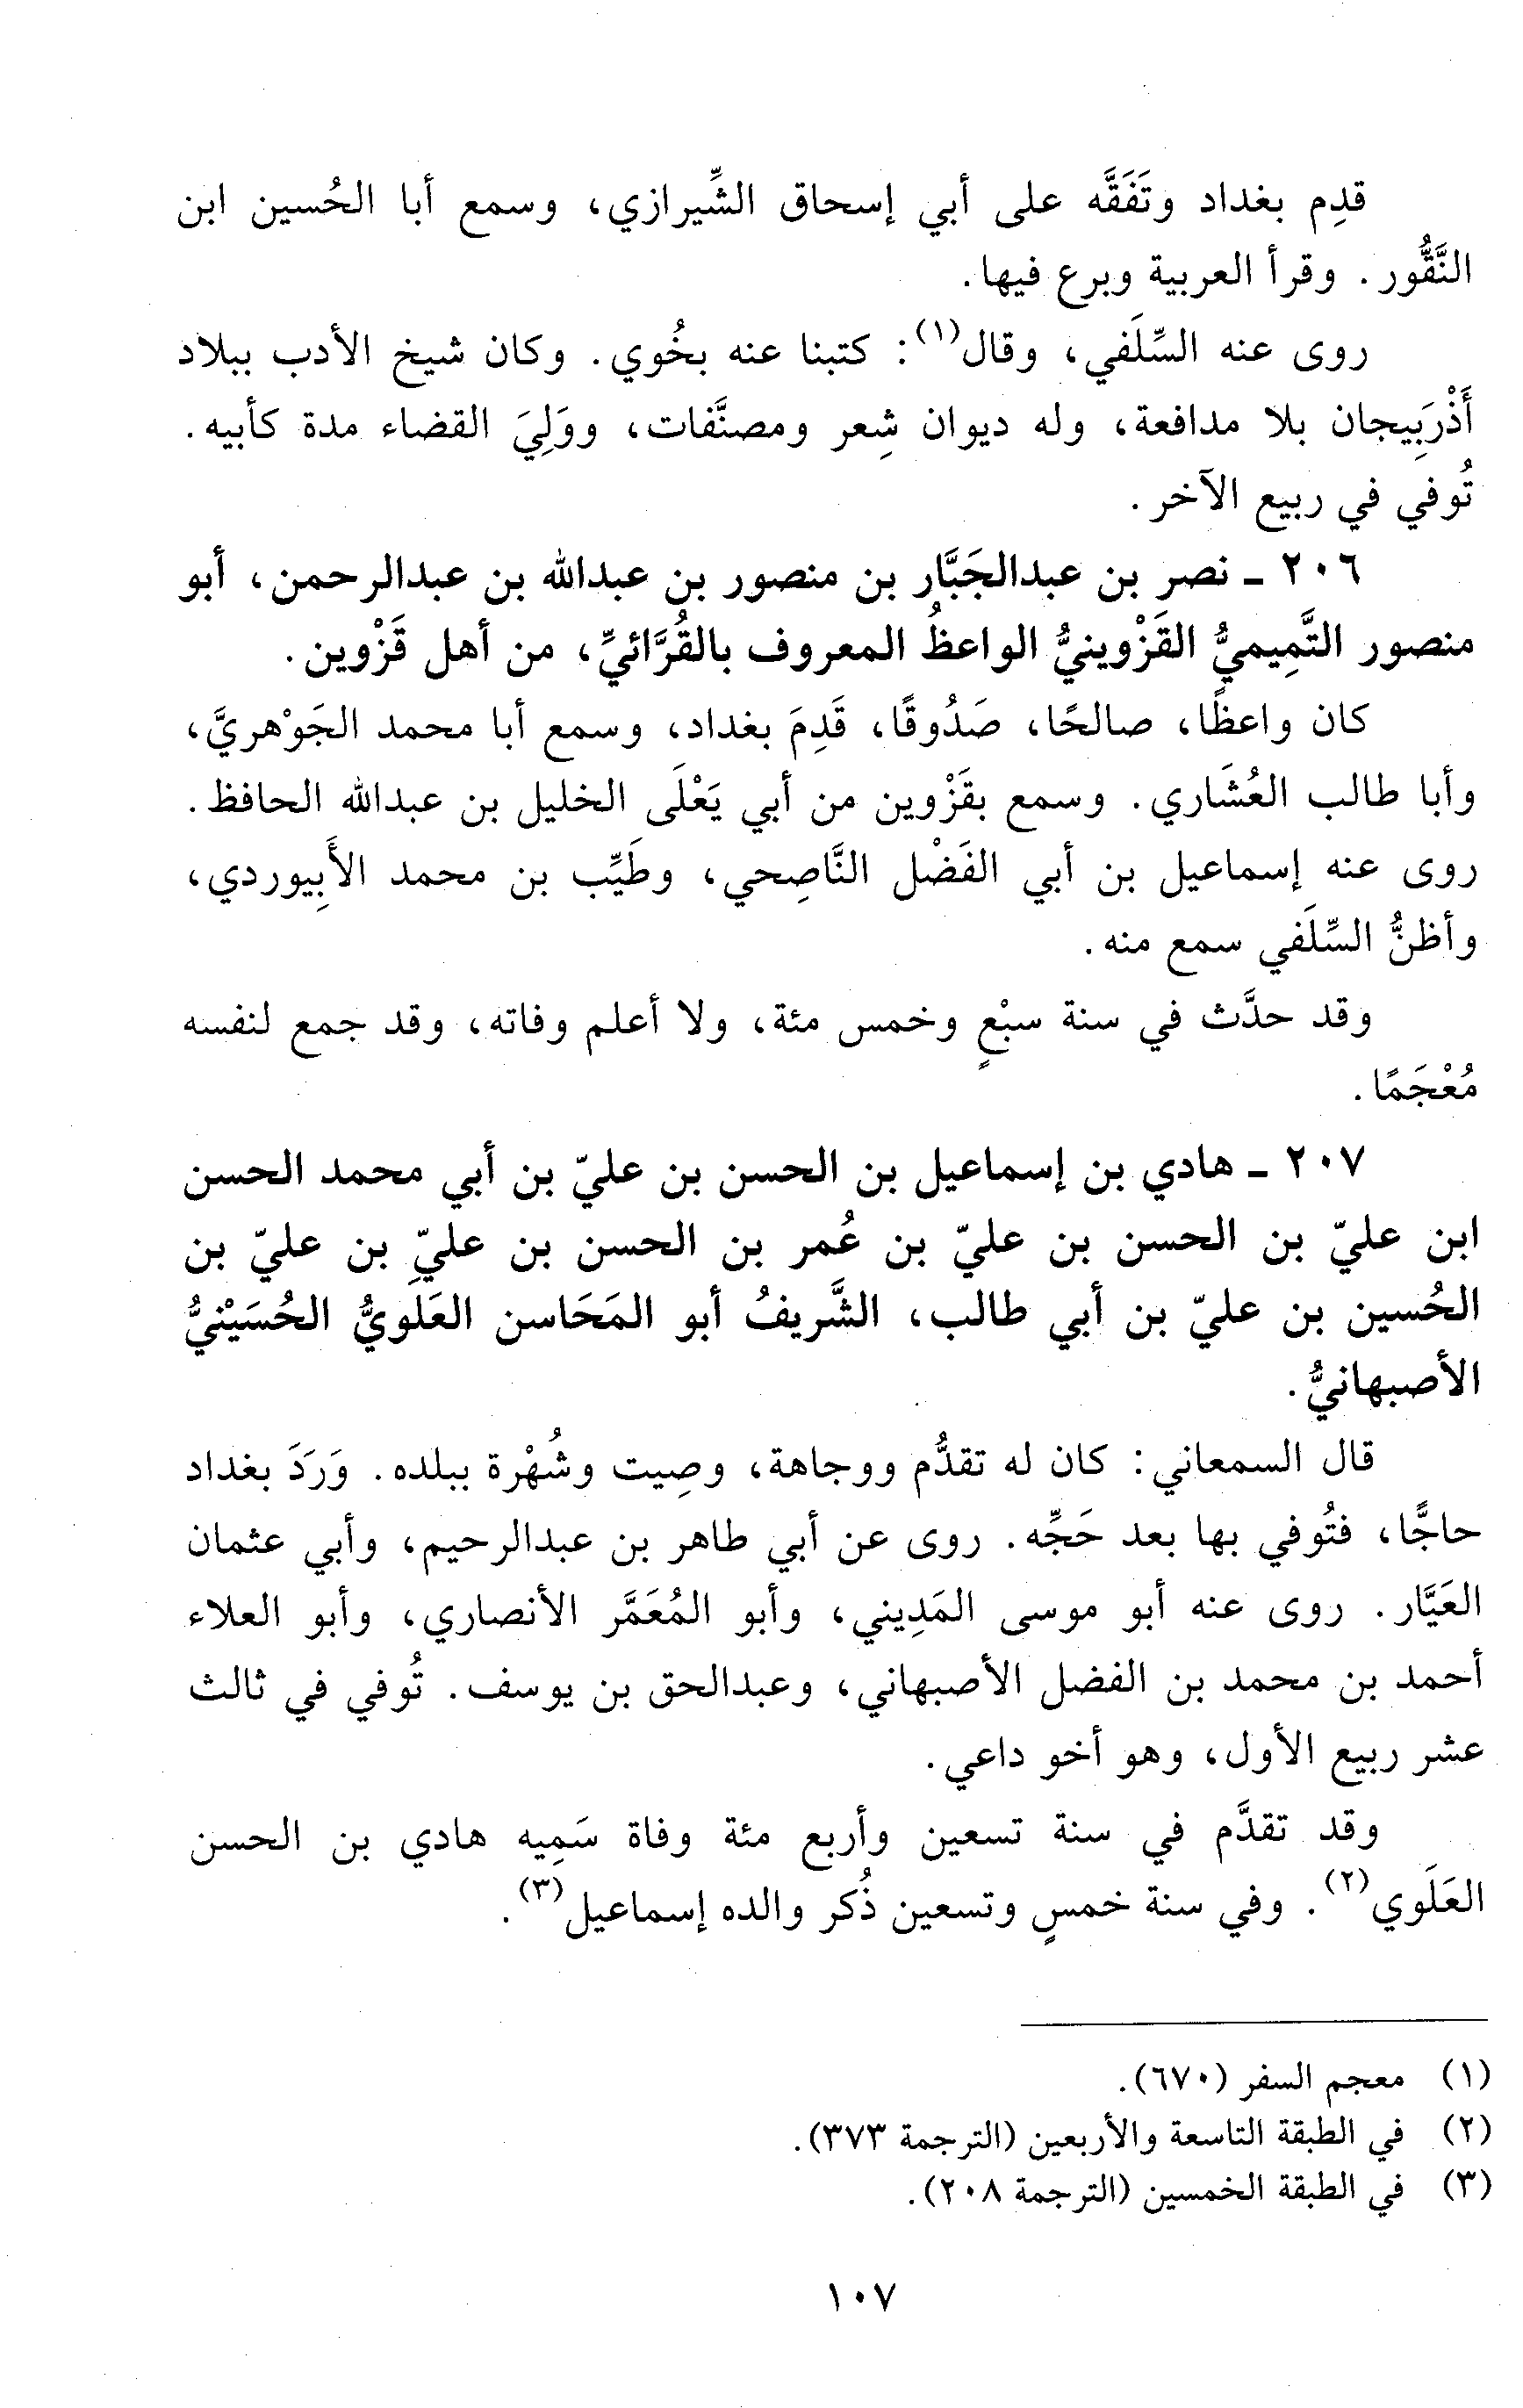 قدِم بغداد وتَفَقَّه على أبي إسحاق الشِّيرازي، وسمع أبا الحُسين ابن
النَّقُّور. وقرأ العربية وبرع فيها.
روى عنه السِّلَفي، وقال(١): كتبنا عنه بخُوي. وكان شيخ الأدب ببلاد
أَذْرَبِيجان بلا مدافعة، وله ديوان شِعر ومصنَّفات، ووَلِيَ القضاء مدة كأبيه.
تُوفي في ربيع الآخر.
٢٠٦ ـ نصر بن عبدالجَبَّار بن منصور بن عبدالله بن عبدالرحمن، أبو
منصور التَّمِيميُّ القَزْوينيُّ الواعظُ المعروف بالقُرَّائيِّ، من أهل قَزْوين.
كان واعظًا، صالحًا، صَدُوقًا، قَدِمَ بغداد، وسمع أبا محمد الجَوْهريَّ،
وأبا طالب العُشَاري. وسمع بقَزْوين من أبي يَعْلَى الخليل بن عبدالله الحافظ.
روى عنه إسماعيل بن أبي الفَضْل النَّاصِحي، وطَيِّب بن محمد الأَبِيوردي،
وأظنُّ السِّلَفي سمع منه.
وقد حدَّث في سنة سبْعٍ وخمس مئة، ولا أعلم وفاته، وقد جمع لنفسه
مُعْجَمًا.
٢٠٧ ـ هادي بن إسماعيل بن الحسن بن عليّ بن أبي محمد الحسن
ابن عليّ بن الحسن بن عليّ بن عُمر بن الحسن بن عليِّ بن عليّ بن
الحُسين بن عليّ بن أبي طالب، الشَّريفُ أبو المَحَاسن العَلَويُّ الحُسَيْنيُّ
الأصبهانيُّ.
قال السمعاني: كان له تقدُّم ووجاهة، وصِيت وشُهْرة ببلده. وَرَدَ بغداد
حاجًّا، فتُوفي بها بعد حَجِّه. روى عن أبي طاهر بن عبدالرحيم، وأبي عثمان
العَيَّار. روى عنه أبو موسى المَدِيني، وأبو المُعَمَّر الأنصاري، وأبو العلاء
أحمد بن محمد بن الفضل الأصبهاني، وعبدالحق بن يوسف. تُوفي في ثالث
عشر ربيع الأول، وهو أخو داعي.
وقد تقدَّم في سنة تسعين وأربع مئة وفاة سَمِيه هادي بن الحسن
العَلَوي(٢). وفي سنة خمسٍ وتسعين ذُكر والده إسماعيل(٣).
(١) معجم السفر (٦٧٠).
(٢) في الطبقة التاسعة والأربعين (الترجمة ٣٧٣).
(٣) في الطبقة الخمسين (الترجمة ٢٠٨).
١٠٧